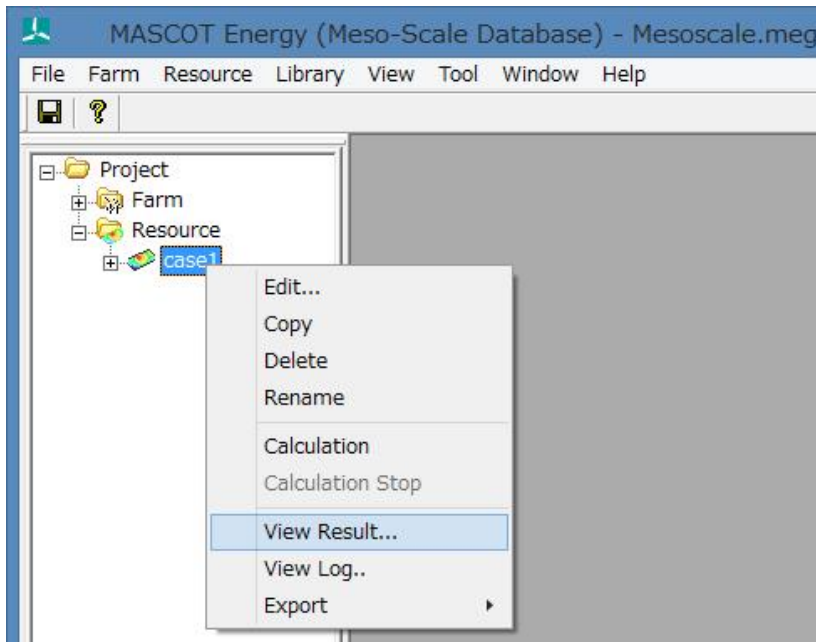 MASCOT Energy (Meso-Scale Database) - Mesoscale.meg
File Farm Resource Library View Tool Window Help
Project
Farm
Resource
case1
Edit...
Copy
Delete
Rename
Calculation
Calculation Stop
View Result...
View Log..
Export